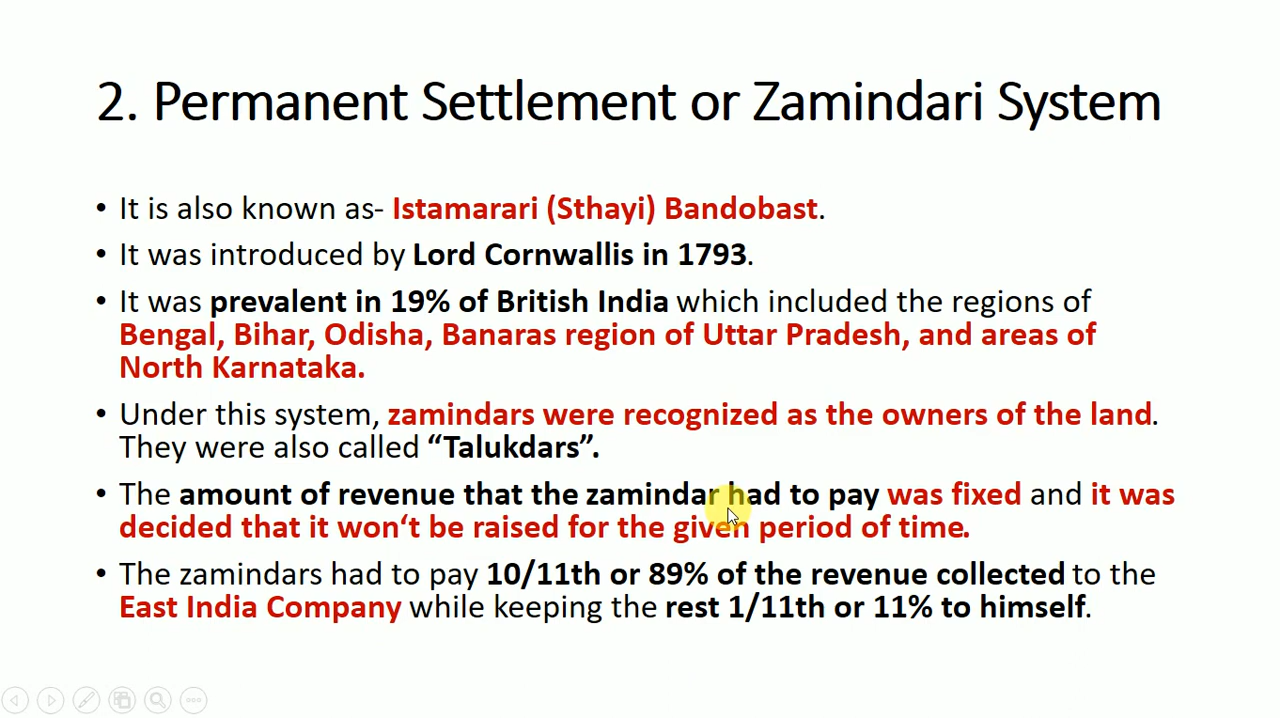 2. Permanent Settlement or Zamindari System
• It is also known as- Istamarari (Sthayi) Bandobast.
• It was introduced by Lord Cornwallis in 1793.
• It was prevalent in 19% of British India which included the regions of
Bengal, Bihar, Odisha, Banaras region of Uttar Pradesh, and areas of
North Karnataka.
• Under this system, zamindars were recognized as the owners of the land.
They were also called “Talukdars”.
• The amount of revenue that the zamindar had to pay was fixed and it was
decided that it won‘t be raised for the given period of time.
• The zamindars had to pay 10/11th or 89% of the revenue collected to the
East India Company while keeping the rest 1/11th or 11% to himself.